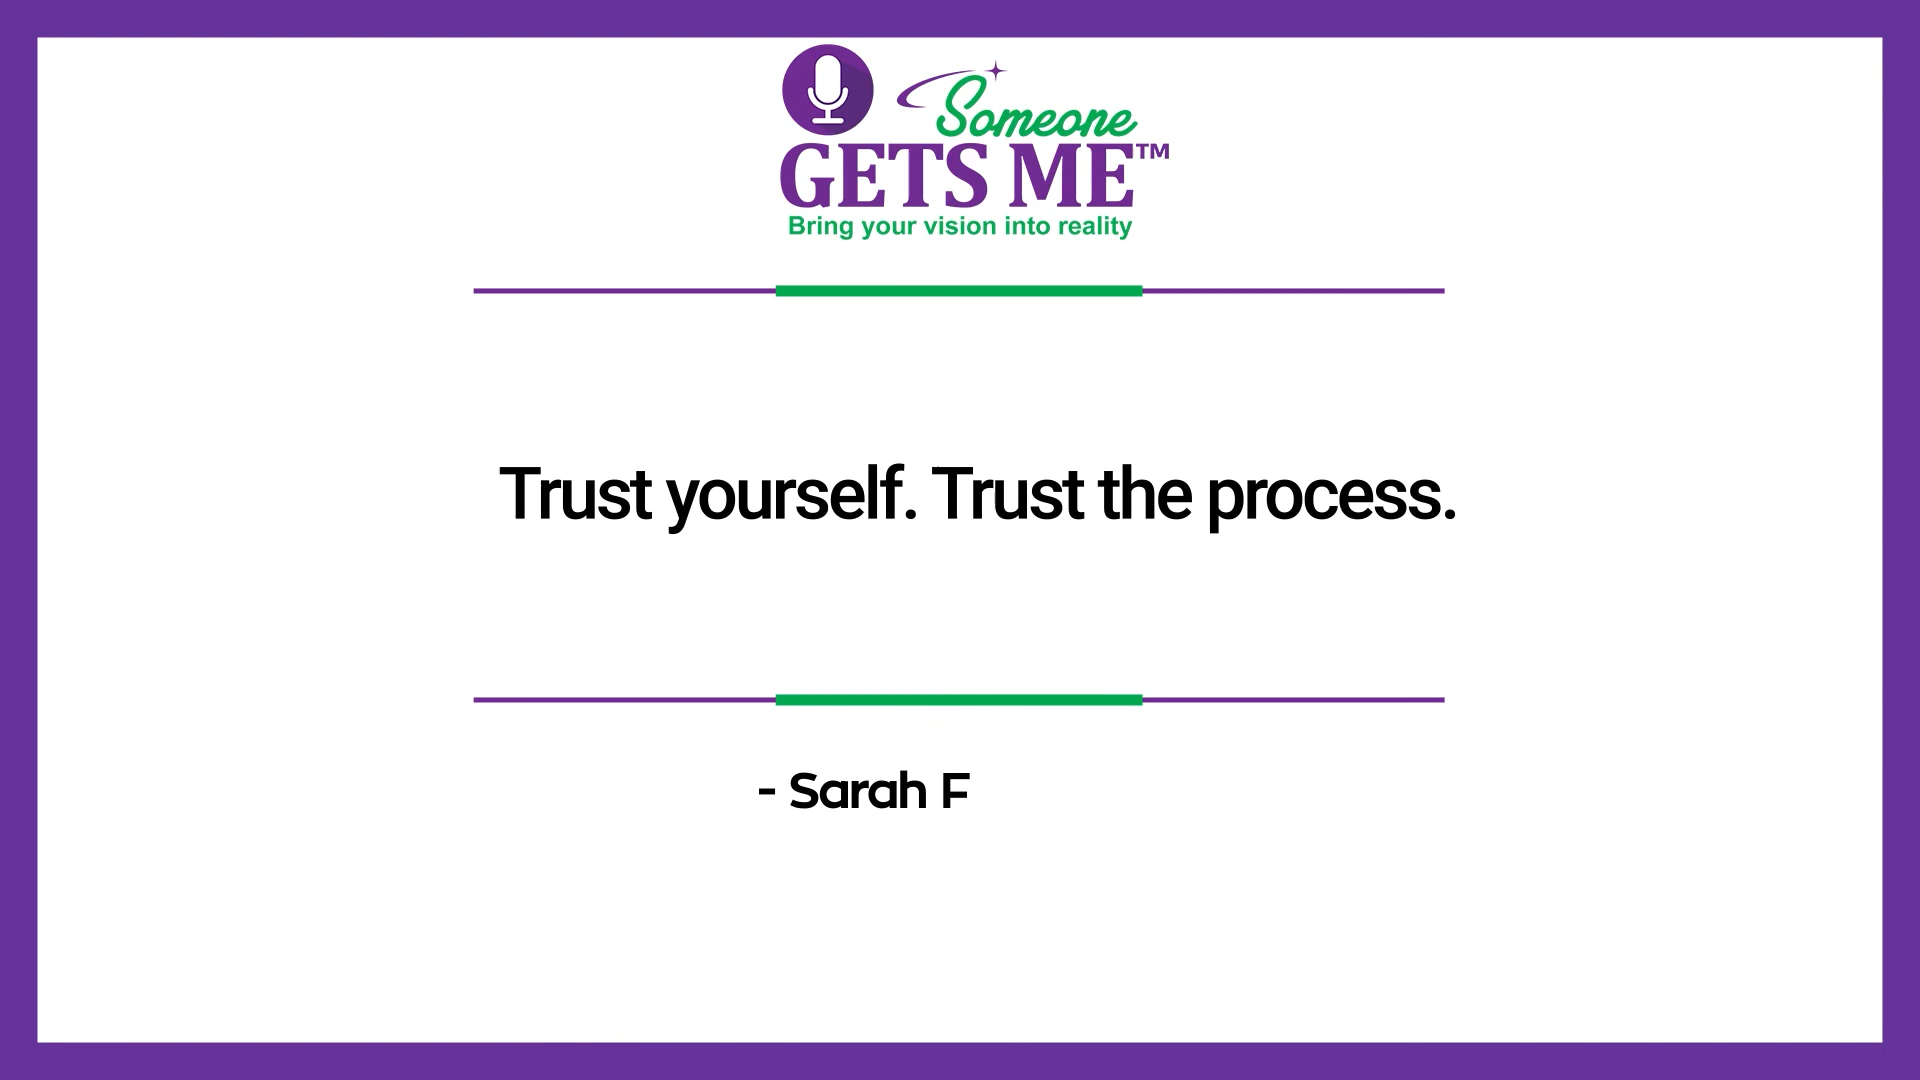 Someone
GETS ME™
Bring your vision into reality
Trust yourself. Trust the process.
- Sarah F